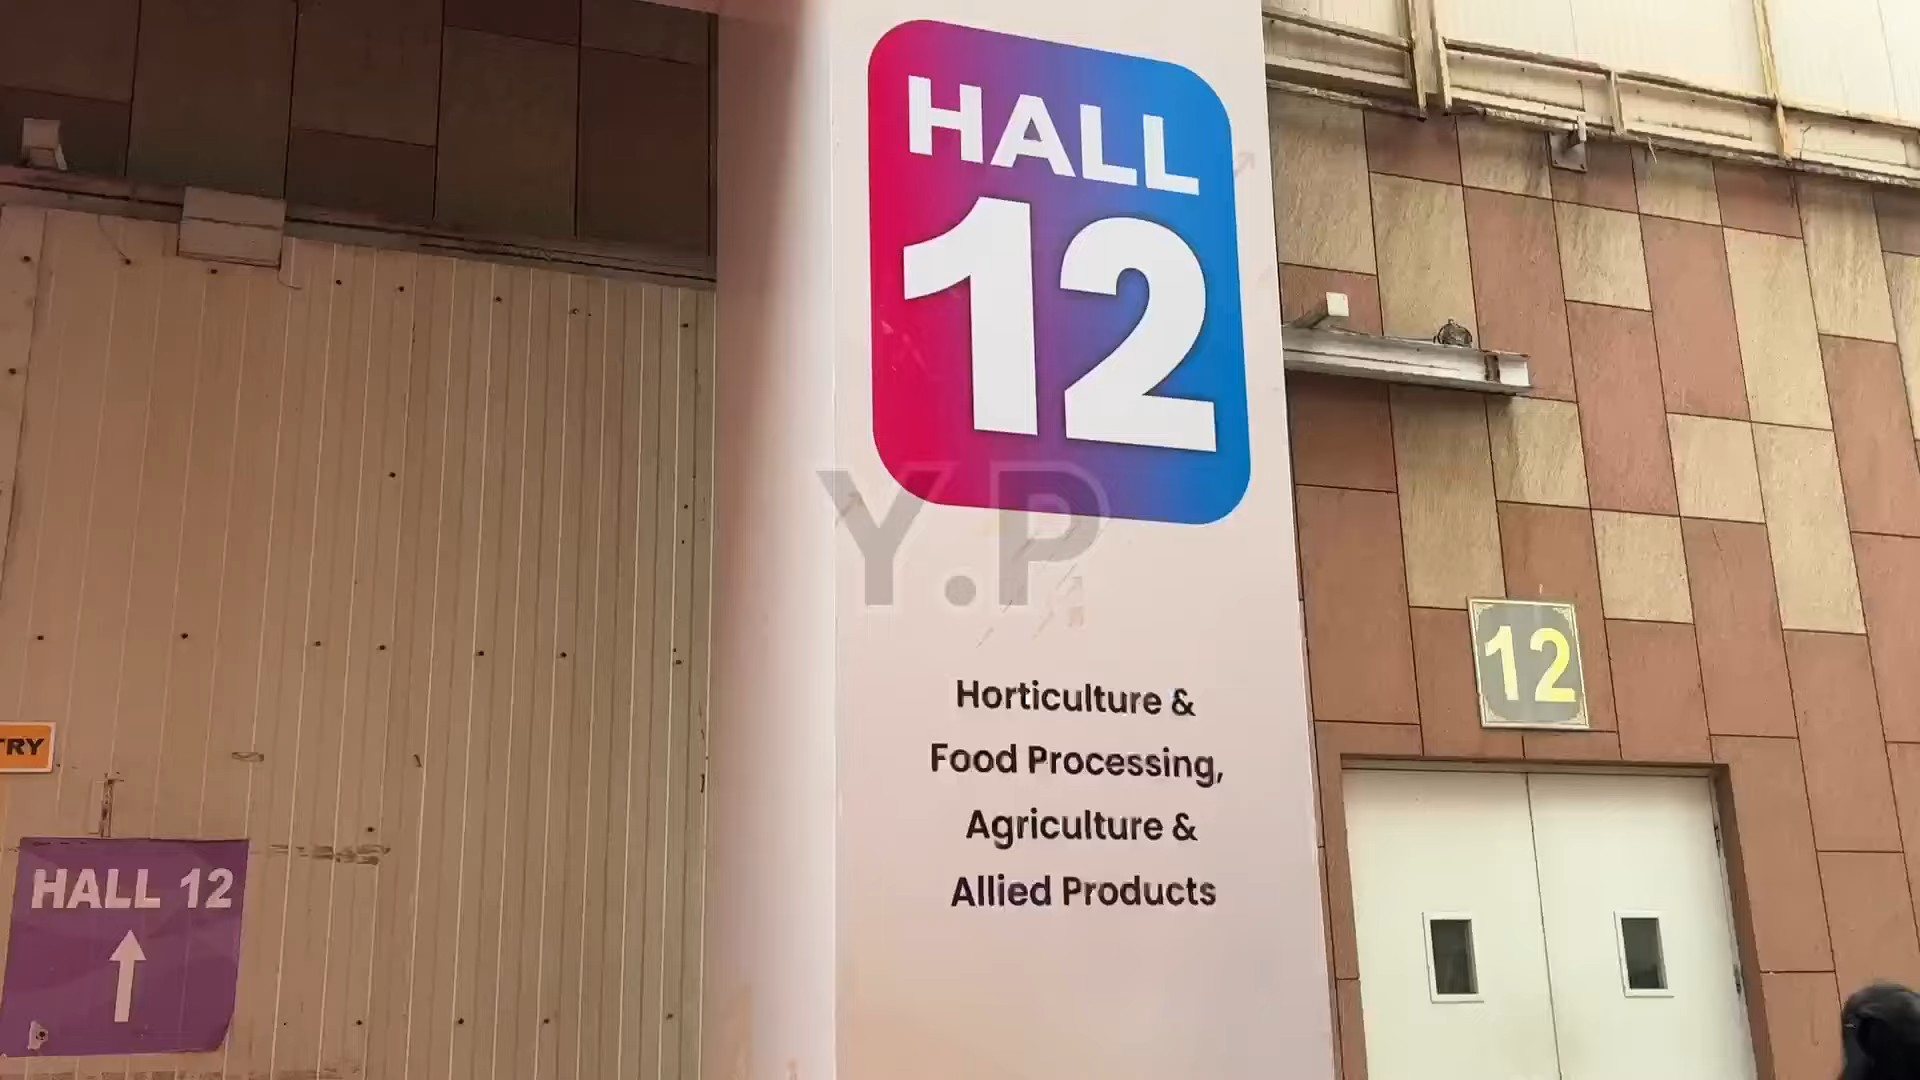 HALL
12
Y.P
Horticulture &
Food Processing,
Agriculture &
Allied Products
12
TRY
HALL 12